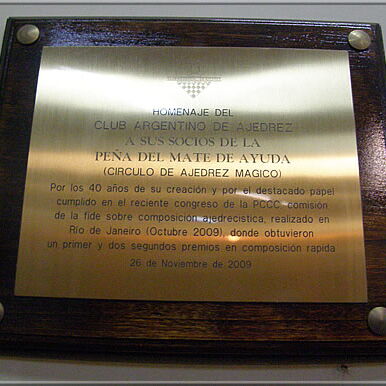 HOMENAJE DEL
CLUB ARGENTINO DE AJEDREZ
A SUS SOCIOS DE LA
PEÑA DEL MATE DE AYUDA
(CIRCULO DE AJEDREZ MAGICO)
Por los 40 años de su creación y por el destacado papel
cumplido en el reciente congreso de la PCCC comisión
de la fide sobre composición ajedrecística, realizado en
Río de Janeiro (Octubre 2009), donde obtuvieron
un primer y dos segundos premios en composición rapida
26 de Noviembre de 2009